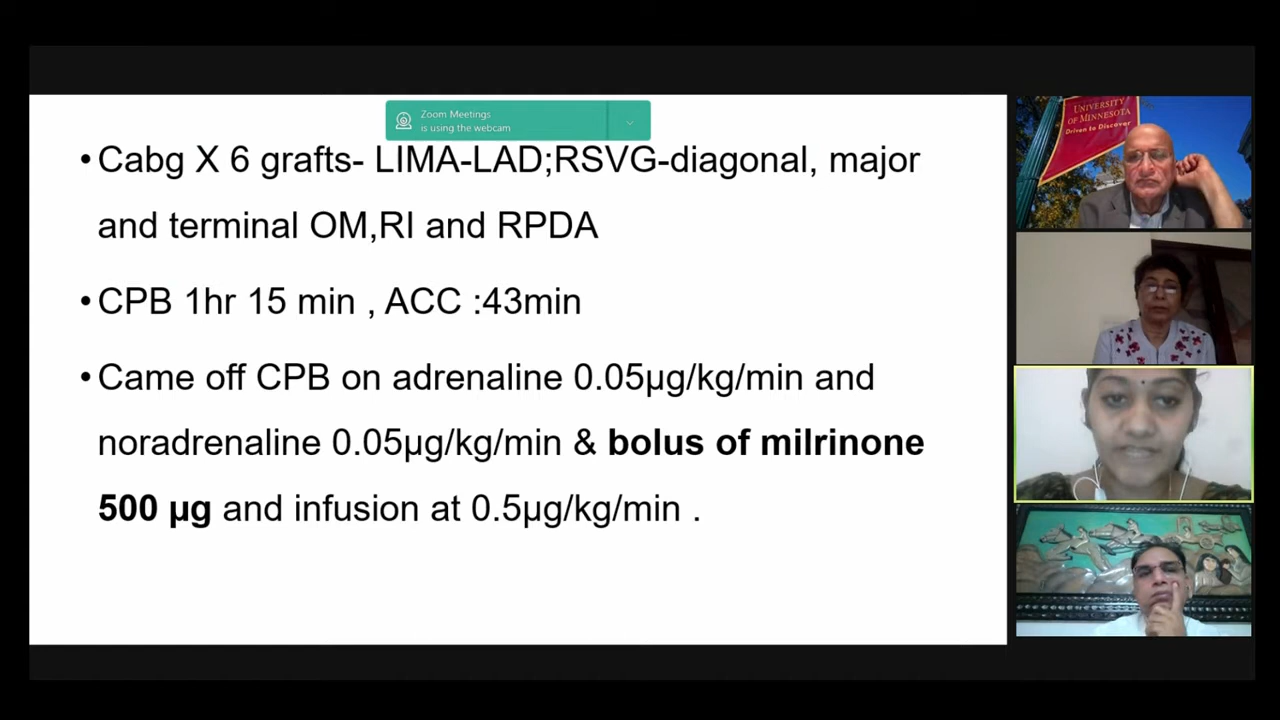 Zoom Meetings
is using the webcam
• Cabg X 6 grafts- LIMA-LAD;RSVG-diagonal, major
and terminal OM,RI and RPDA
• CPB 1hr 15 min , ACC :43min
• Came off CPB on adrenaline 0.05µg/kg/min and
noradrenaline 0.05µg/kg/min & bolus of milrinone
500 µg and infusion at 0.5µg/kg/min .
UNIVERSITY
OF MINNESOTA
Driven to Discover